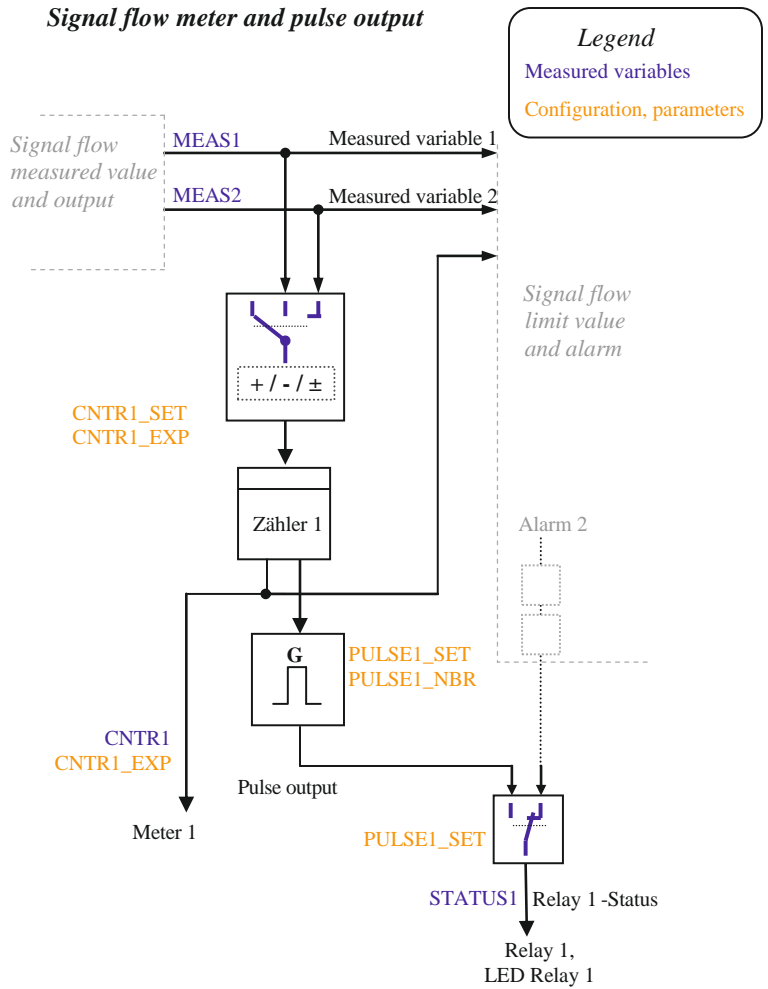 Signal flow meter and pulse output
Legend
Measured variables
Configuration, parameters
Signal flow
measured value
and output
MEAS1
Measured variable 1
MEAS2
Measured variable 2
Signal flow
limit value
and alarm
+ / - / ±
CNTR1_SET
CNTR1_EXP
Zähler 1
Alarm 2
G
PULSE1_SET
PULSE1_NBR
CNTR1
CNTR1_EXP
Pulse output
Meter 1
PULSE1_SET
STATUS1
Relay 1 -Status
Relay 1,
LED Relay 1